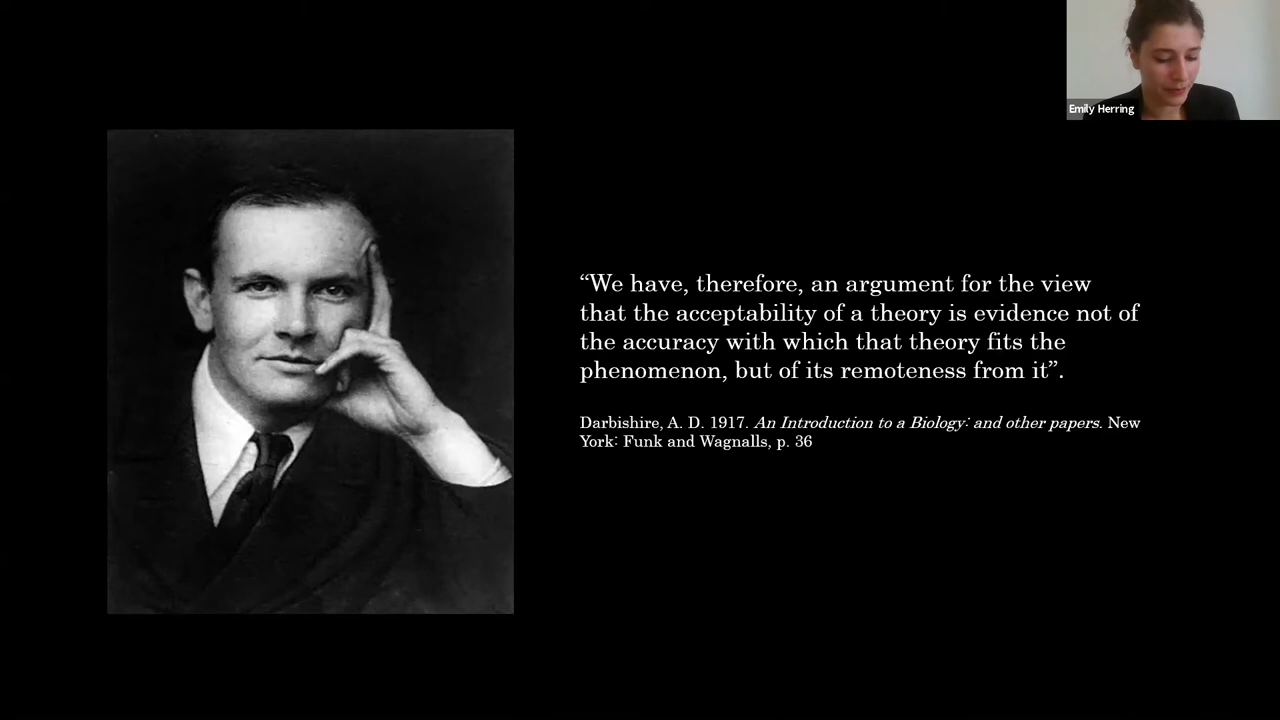 Emily Herring
“We have, therefore, an argument for the view
that the acceptability of a theory is evidence not of
the accuracy with which that theory fits the
phenomenon, but of its remoteness from it”.
Darbishire, A. D. 1917. An Introduction to a Biology: and other papers. New
York: Funk and Wagnalls, p. 36